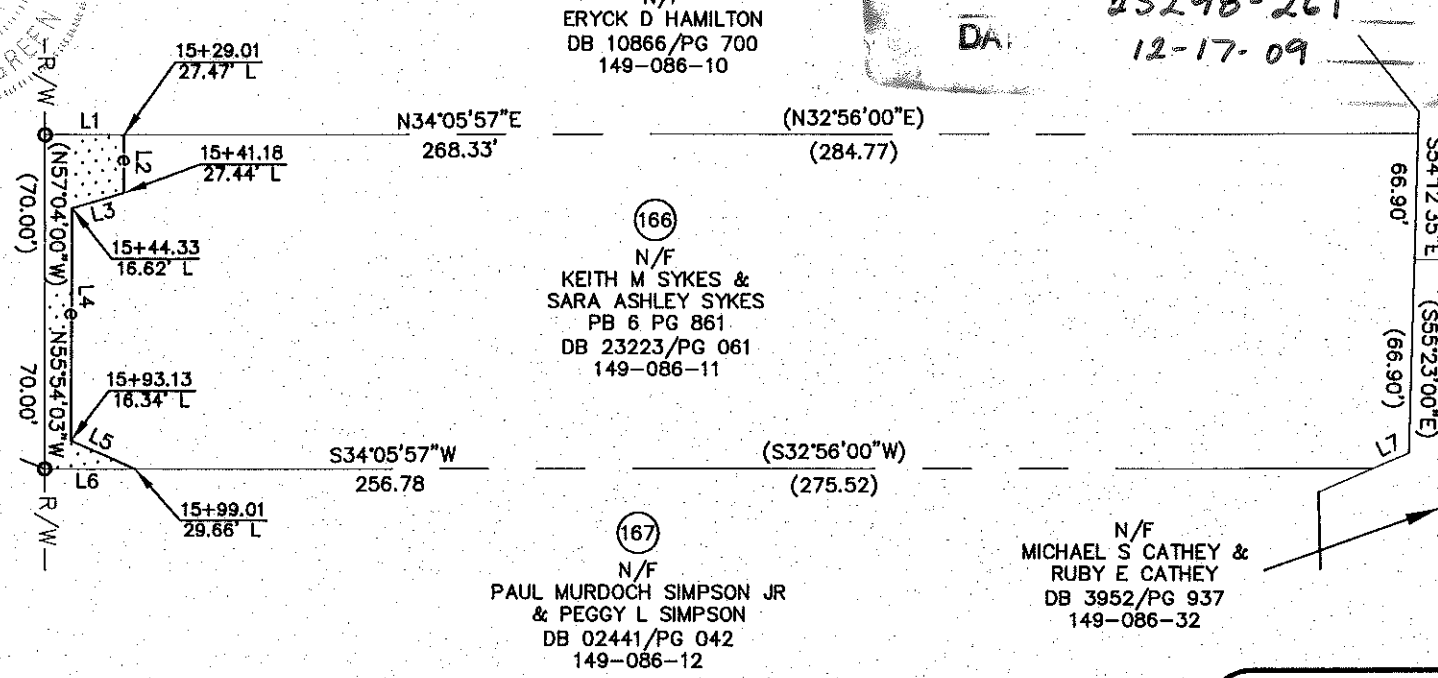 ERYCK D HAMILTON
DB 10866/PG 700
149-086-10
DA
12-17-09
GREEN
R/W
15+29.01
27.47' L
L1
N34°05'57"E
268.33'
(N32°56'00"E)
(284.77)
L2
15+41.18
27.44' L
L3
15+44.33
16.62' L
(N57°04'00"W)
(70.00')
L4
N55°54'03"W
70.00'
15+93.13
16.34' L
L5
L6
15+99.01
29.66' L
R/W
166
N/F
KEITH M SYKES &
SARA ASHLEY SYKES
PB 6 PG 861
DB 23223/PG 061
149-086-11
S54°12'35"E
66.90'
(S55°23'00"E)
(66.90')
L7
S34°05'57"W
256.78
(S32°56'00"W)
(275.52)
167
N/F
PAUL MURDOCH SIMPSON JR
& PEGGY L SIMPSON
DB 02441/PG 042
149-086-12
N/F
MICHAEL S CATHEY &
RUBY E CATHEY
DB 3952/PG 937
149-086-32